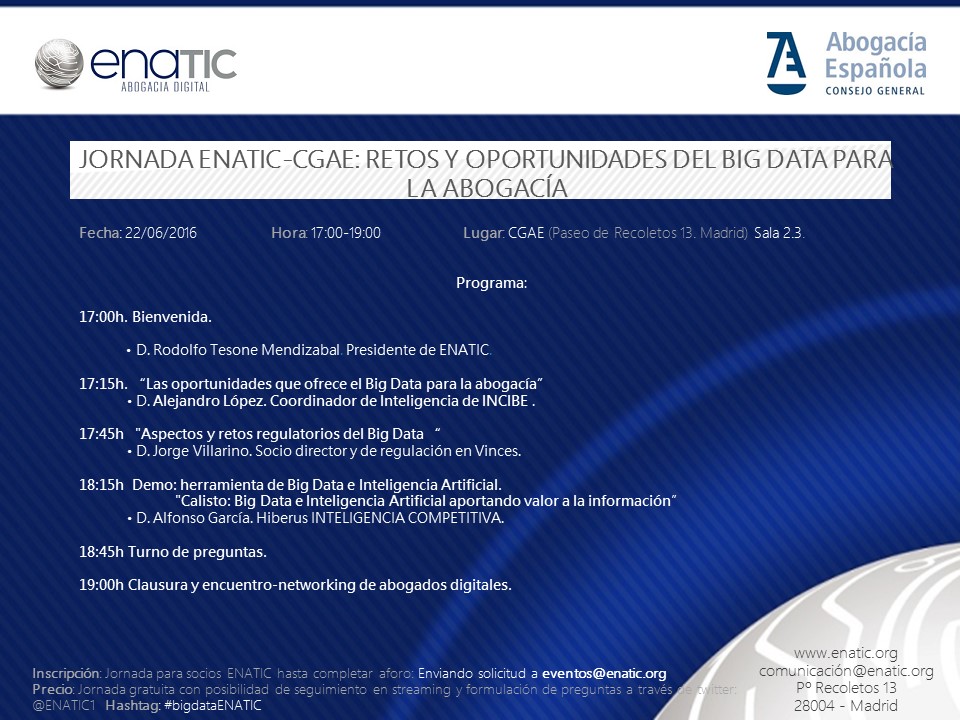 enaTIC
ABOGACIA DIGITAL
Abogacía
Española
CONSEJO GENERAL
JORNADA ENATIC-CGAE: RETOS Y OPORTUNIDADES DEL BIG DATA PARA
LA ABOGACÍA
Fecha: 22/06/2016 Hora: 17:00-19:00 Lugar: CGAE (Paseo de Recoletos 13. Madrid) Sala 2.3.
Programa:
17:00h. Bienvenida.
• D. Rodolfo Tesone Mendizabal. Presidente de ENATIC.
17:15h. “Las oportunidades que ofrece el Big Data para la abogacía”
• D. Alejandro López. Coordinador de Inteligencia de INCIBE .
17:45h "Aspectos y retos regulatorios del Big Data “
• D. Jorge Villarino. Socio director y de regulación en Vinces.
18:15h Demo: herramienta de Big Data e Inteligencia Artificial.
"Calisto: Big Data e Inteligencia Artificial aportando valor a la información”
• D. Alfonso García. Hiberus INTELIGENCIA COMPETITIVA.
18:45h Turno de preguntas.
19:00h Clausura y encuentro-networking de abogados digitales.
Inscripción: Jornada para socios ENATIC hasta completar aforo: Enviando solicitud a eventos@enatic.org
Precio: Jornada gratuita con posibilidad de seguimiento en streaming y formulación de preguntas a través de twitter:
@ENATIC1 Hashtag: #bigdataENATIC
www.enatic.org
comunicación@enatic.org
Pº Recoletos 13
28004 - Madrid